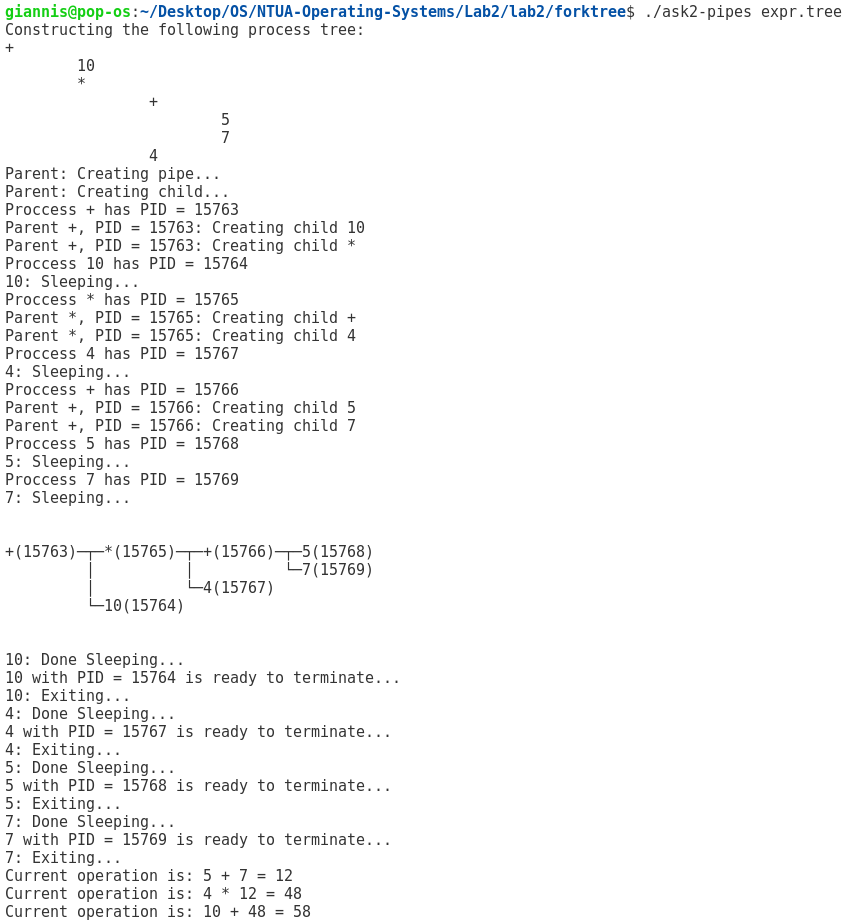 giannis@pop-os:~/Desktop/OS/NTUA-Operating-Systems/Lab2/lab2/forktree$ ./ask2-pipes expr.tree
Constructing the following process tree:
+
        10
        *
                +
                        5
                        7
                4
Parent: Creating pipe...
Parent: Creating child...
Proccess + has PID = 15763
Parent +, PID = 15763: Creating child 10
Parent +, PID = 15763: Creating child *
Proccess 10 has PID = 15764
10: Sleeping...
Proccess * has PID = 15765
Parent *, PID = 15765: Creating child +
Parent *, PID = 15765: Creating child 4
Proccess 4 has PID = 15767
4: Sleeping...
Proccess + has PID = 15766
Parent +, PID = 15766: Creating child 5
Parent +, PID = 15766: Creating child 7
Proccess 5 has PID = 15768
5: Sleeping...
Proccess 7 has PID = 15769
7: Sleeping...
+(15763)─┬─*(15765)─┬─+(15766)─┬─5(15768)
         │          │          └─7(15769)
         │          └─4(15767)
         └─10(15764)
10: Done Sleeping...
10 with PID = 15764 is ready to terminate...
10: Exiting...
4: Done Sleeping...
4 with PID = 15767 is ready to terminate...
4: Exiting...
5: Done Sleeping...
5 with PID = 15768 is ready to terminate...
5: Exiting...
7: Done Sleeping...
7 with PID = 15769 is ready to terminate...
7: Exiting...
Current operation is: 5 + 7 = 12
Current operation is: 4 * 12 = 48
Current operation is: 10 + 48 = 58